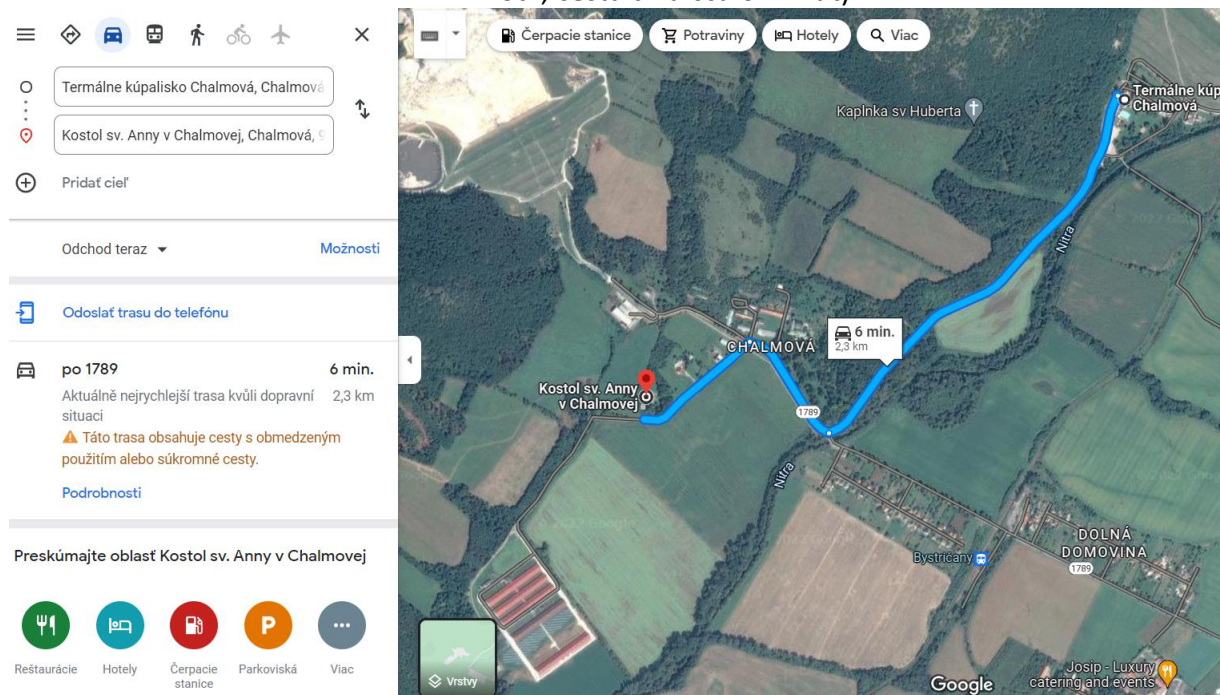 Termálne kúpalisko Chalmová, Chalmová
Kostol sv. Anny v Chalmovej, Chalmová, 9
Pridať cieľ
Odchod teraz
Možnosti
Odoslať trasu do telefónu
po 1789
6 min.
Aktuálně nejrychlejší trasa kvůli dopravní
situaci
2,3 km
Táto trasa obsahuje cesty s obmedzeným
použitím alebo súkromné cesty.
Podrobnosti
Preskúmajte oblasť Kostol sv. Anny v Chalmovej
Reštaurácie
Hotely
Čerpacie
stanice
Parkoviská
Viac
Čerpacie stanice
Potraviny
Hotely
Viac
Kaplnka sv Huberta
Termálne kúp
Chalmová
Nitra
CHALMOVÁ
6 min.
2,3 km
Kostol sv. Anny
v Chalmovej
1789
Nitra
DOLNÁ
DOMOVINA
Bystričany
1789
Josip - Luxury
catering and events
Vrstvy
Google